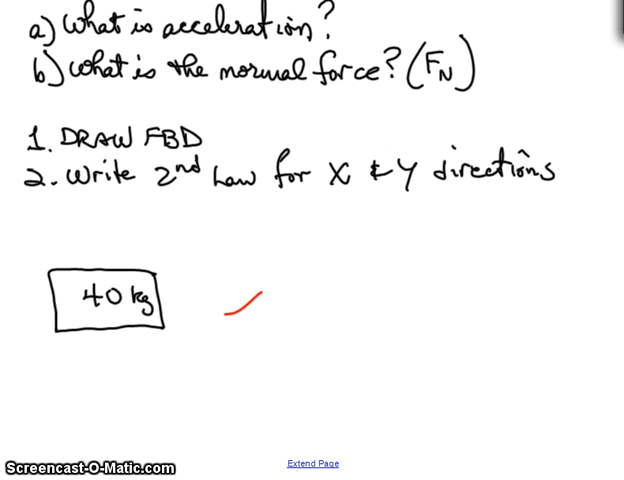 a) What is acceleration?
b) What is the normal force? (FN)
1. DRAW FBD
2. Write 2nd Law for X & Y directions
40 kg
Extend Page
Screencast-O-Matic.com